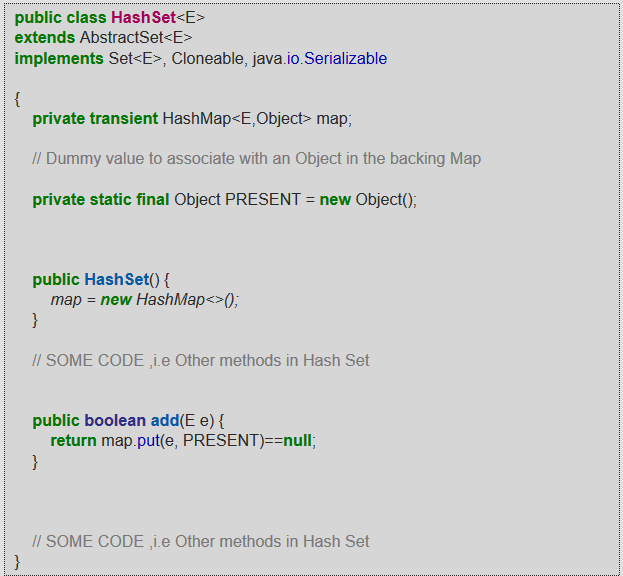 public class HashSet<E>
extends AbstractSet<E>
implements Set<E>, Cloneable, java.io.Serializable
{
private transient HashMap<E,Object> map;
// Dummy value to associate with an Object in the backing Map
private static final Object PRESENT = new Object();
public HashSet() {
map = new HashMap<>();
}
// SOME CODE ,i.e Other methods in Hash Set
public boolean add(E e) {
return map.put(e, PRESENT)==null;
}
// SOME CODE ,i.e Other methods in Hash Set
}